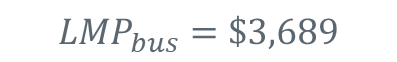 LMP_bus = $3,689